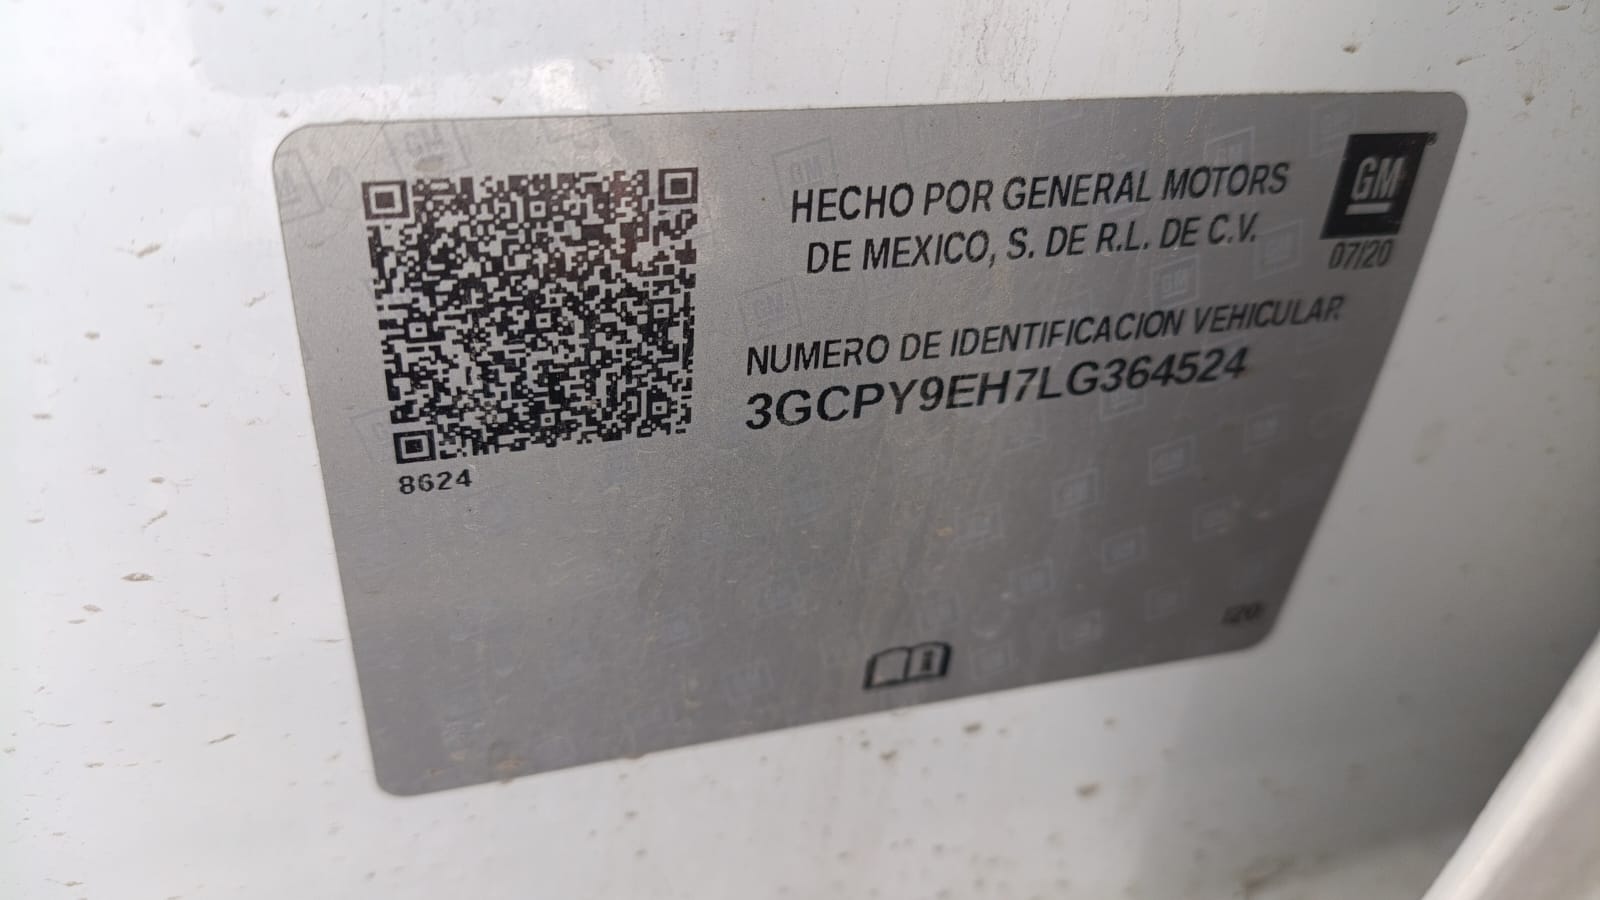 HECHO POR GENERAL MOTORS
DE MEXICO, S. DE R.L. DE C.V.
GM
07/20
NUMERO DE IDENTIFICACION VEHICULAR
3GCPY9EH7LG364524
8624